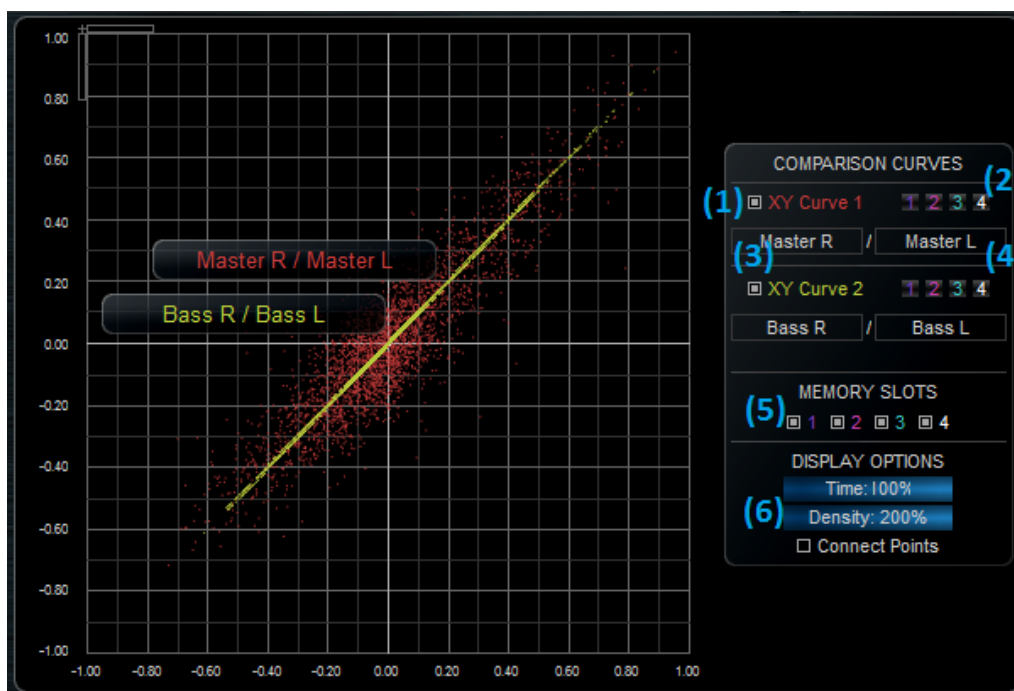 1.00
0.80
0.60
0.40
0.20
0.00
-0.20
-0.40
-0.60
-0.80
-1.00
-1.00 -0.80 -0.60 -0.40 -0.20 0.00 0.20 0.40 0.60 0.80 1.00
Master R / Master L
Bass R / Bass L
COMPARISON CURVES
(2)
(1) XY Curve 1 1 2 3 4
Master R / Master L
(3) (4)
XY Curve 2 1 2 3 4
Bass R / Bass L
MEMORY SLOTS
(5) 1 2 3 4
DISPLAY OPTIONS
Time: 100%
(6) Density: 200%
Connect Points